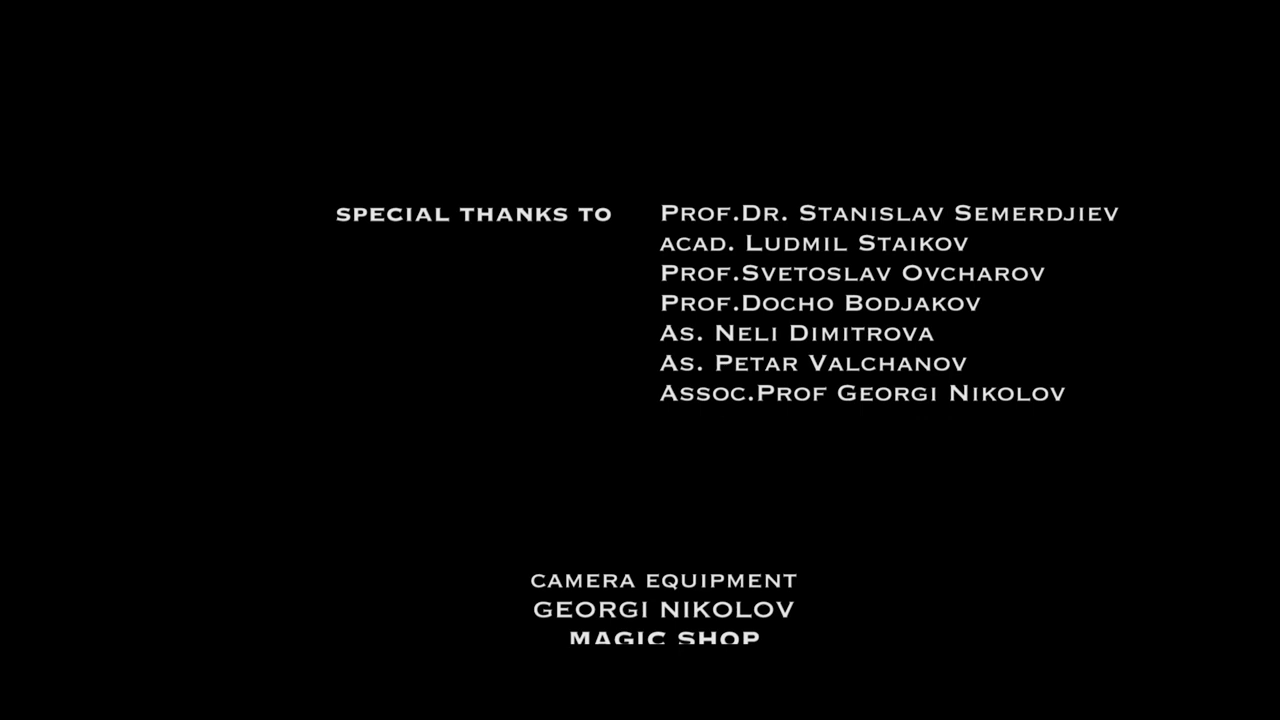 SPECIAL THANKS TO PROF.DR. STANISLAV SEMERDJIEV
ACAD. LUDMIL STAIKOV
PROF.SVETOSLAV OVCHAROV
PROF.DOCHO BODJAKOV
AS. NELI DIMITROVA
AS. PETAR VALCHANOV
ASSOC.PROF GEORGI NIKOLOV
CAMERA EQUIPMENT
GEORGI NIKOLOV
MAGIC SHOP